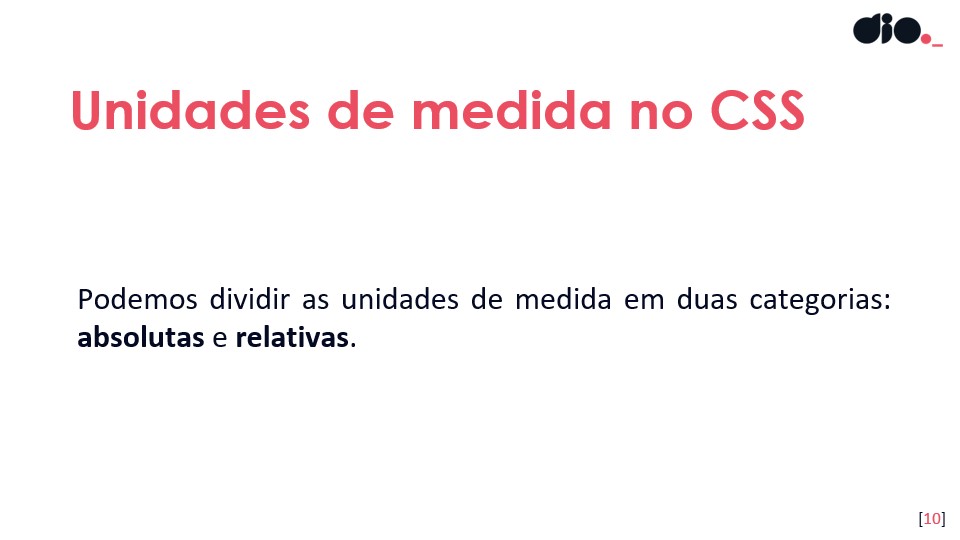 dio._
Unidades de medida no CSS
Podemos dividir as unidades de medida em duas categorias:
absolutas e relativas.
[10]